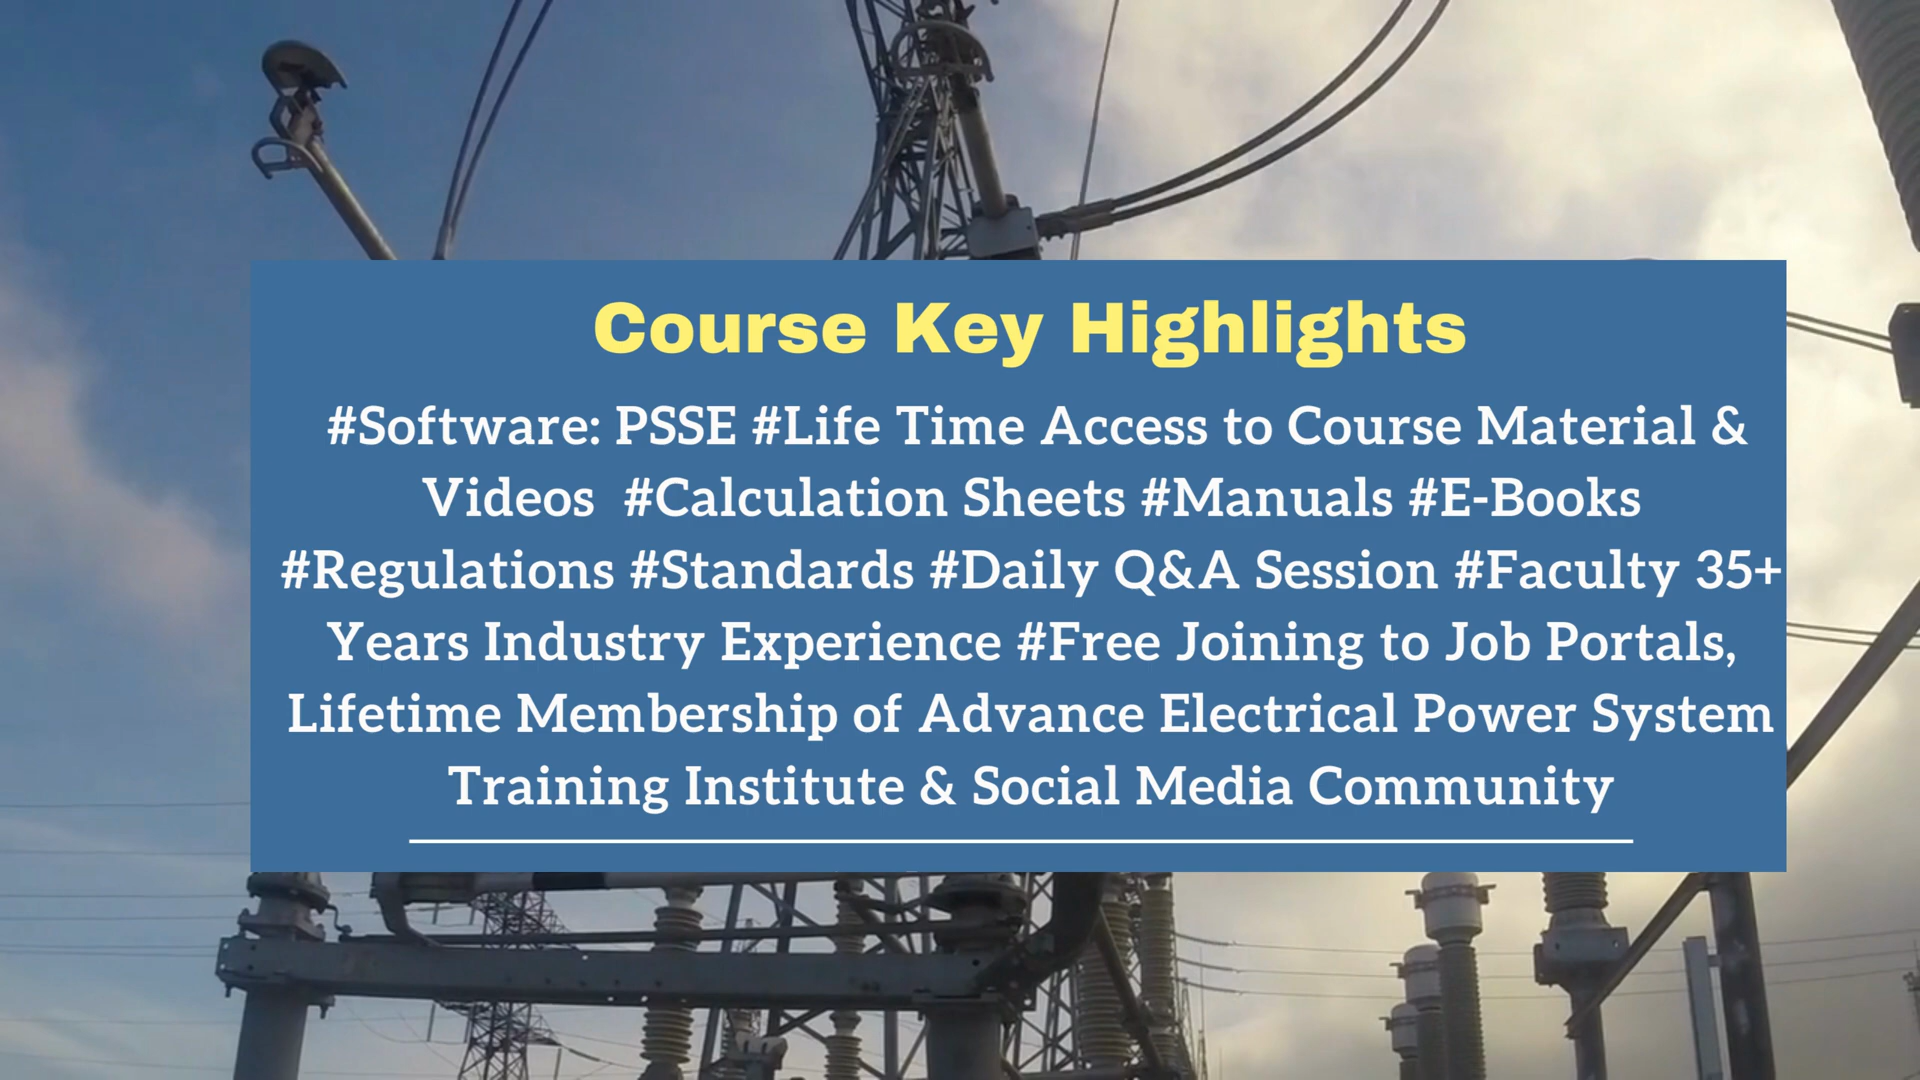 Course Key Highlights
#Software: PSSE #Life Time Access to Course Material &
Videos  #Calculation Sheets #Manuals #E-Books
#Regulations #Standards #Daily Q&A Session #Faculty 35+
Years Industry Experience #Free Joining to Job Portals,
Lifetime Membership of Advance Electrical Power System
Training Institute & Social Media Community